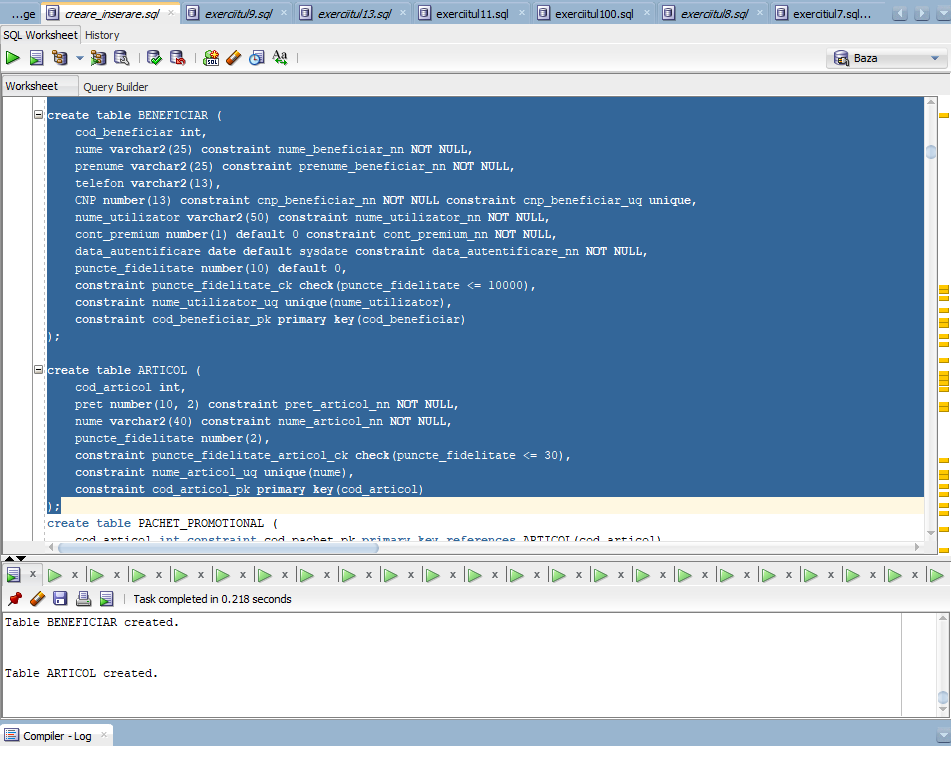 ...ge creare_inserare.sql exerciitul9.sql exerciitul13.sql exerciitul11.sql exerciitul100.sql exerciitul8.sql exercitiul7.sql...
SQL Worksheet History
Baza
Worksheet Query Builder
create table BENEFICIAR (
cod_beneficiar int,
nume varchar2(25) constraint nume_beneficiar_nn NOT NULL,
prenume varchar2(25) constraint prenume_beneficiar_nn NOT NULL,
telefon varchar2(13),
CNP number(13) constraint cnp_beneficiar_nn NOT NULL constraint cnp_beneficiar_uq unique,
nume_utilizator varchar2(50) constraint nume_utilizator_nn NOT NULL,
cont_premium number(1) default 0 constraint cont_premium_nn NOT NULL,
data_autentificare date default sysdate constraint data_autentificare_nn NOT NULL,
puncte_fidelitate number(10) default 0,
constraint puncte_fidelitate_ck check(puncte_fidelitate <= 10000),
constraint nume_utilizator_uq unique(nume_utilizator),
constraint cod_beneficiar_pk primary key(cod_beneficiar)
);
create table ARTICOL (
cod_articol int,
pret number(10, 2) constraint pret_articol_nn NOT NULL,
nume varchar2(40) constraint nume_articol_nn NOT NULL,
puncte_fidelitate number(2),
constraint puncte_fidelitate_articol_ck check(puncte_fidelitate <= 30),
constraint nume_articol_uq unique(nume),
constraint cod_articol_pk primary key(cod_articol)
);
create table PACHET_PROMOTIONAL (
cod_articol int constraint cod_pachet_pk primary key references ARTICOL(cod_articol)
Task completed in 0.218 seconds
Table BENEFICIAR created.
Table ARTICOL created.
Compiler - Log